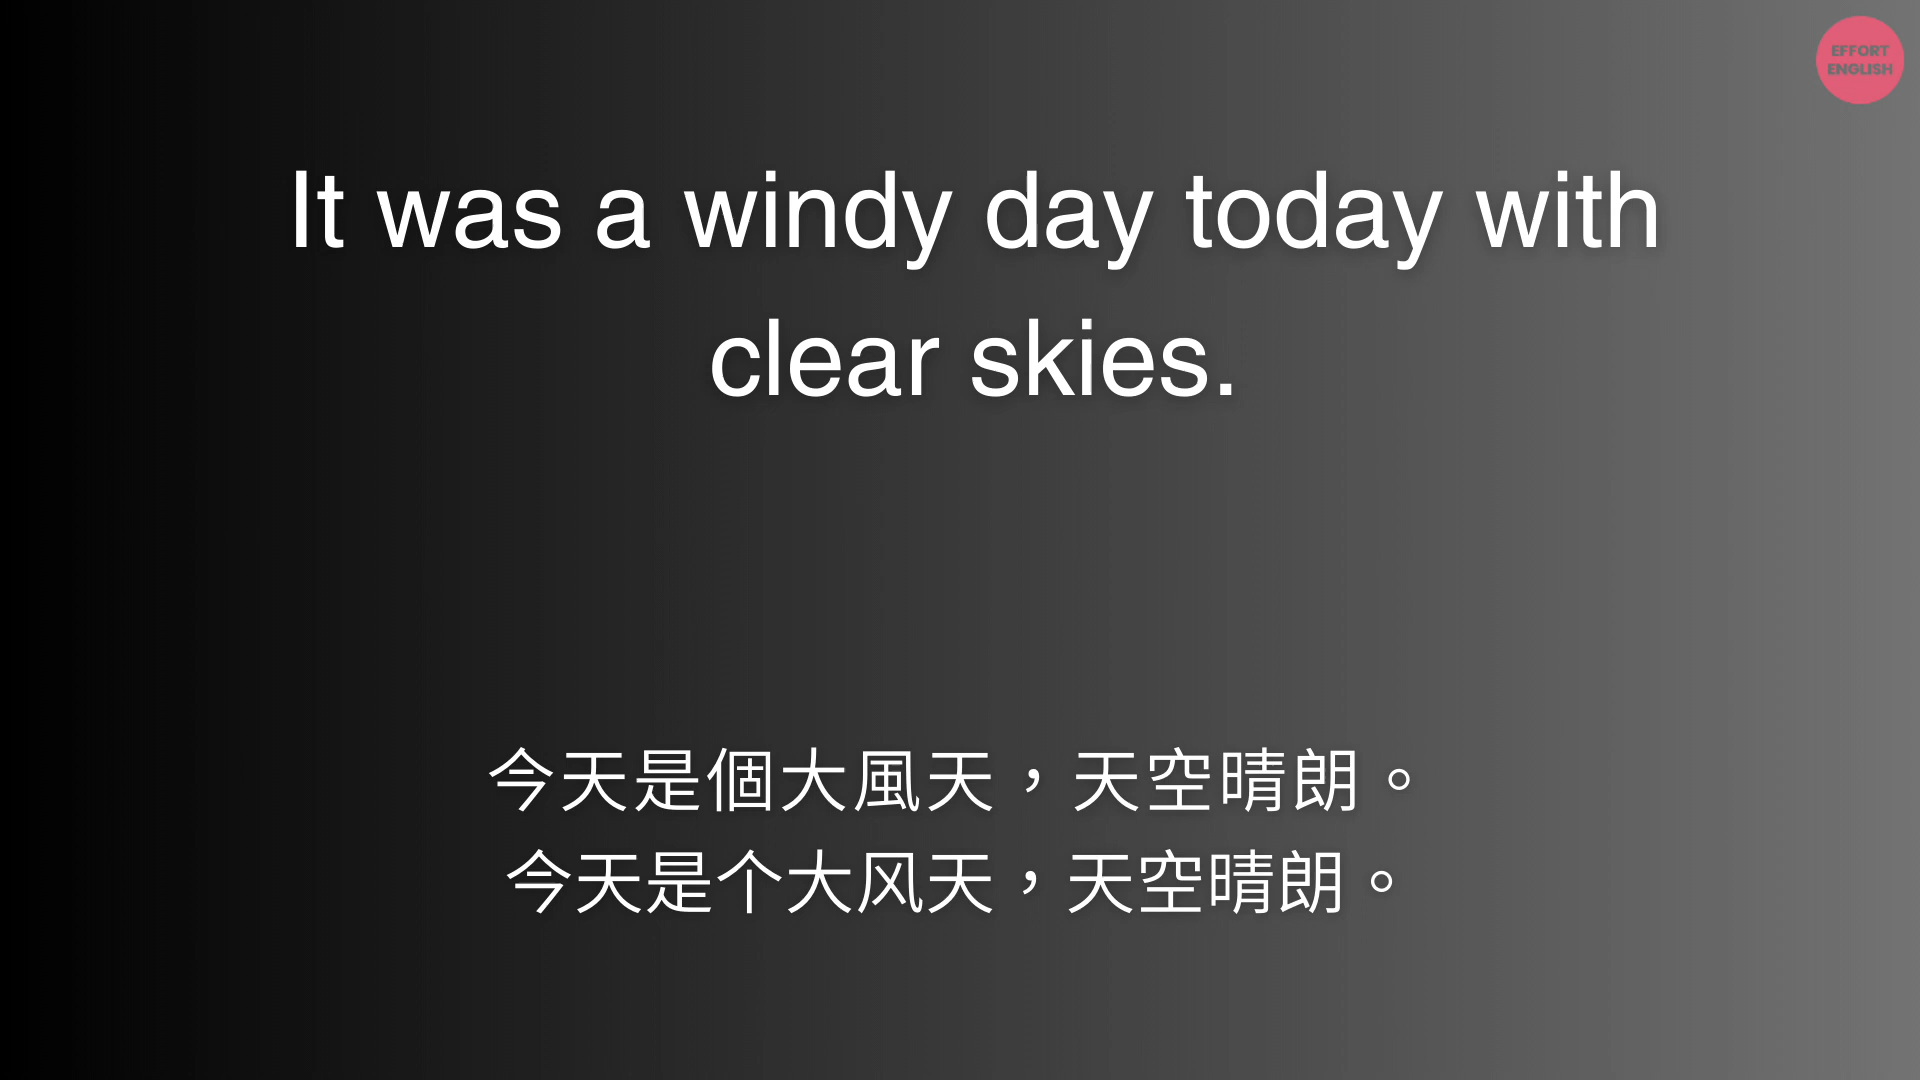 EFFORT
ENGLISH
It was a windy day today with
clear skies.
今天是個大風天，天空晴朗。
今天是个大风天，天空晴朗。